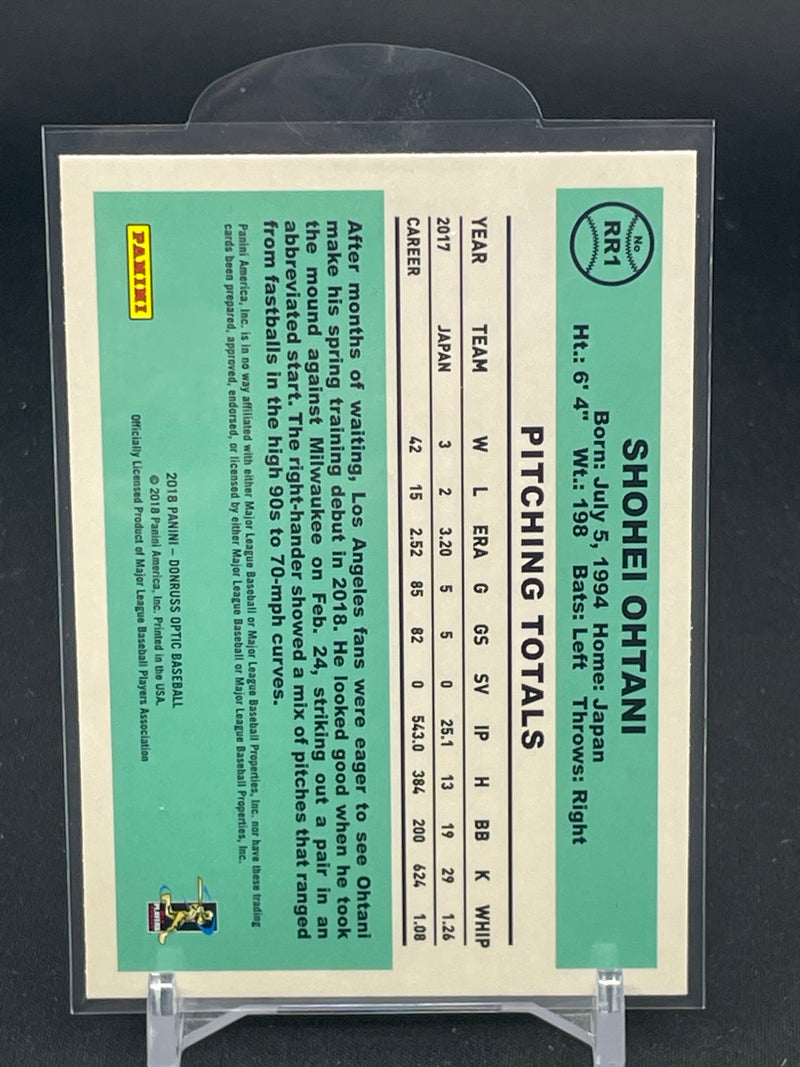 No
RR1
SHOHEI OHTANI
Born: July 5, 1994 Home: Japan
Ht.: 6' 4" Wt.: 198 Bats: Left Throws: Right
PITCHING TOTALS
YEAR TEAM W L ERA G GS SV IP H BB K WHIP
2017 JAPAN 3 2 3.20 5 5 0 25.1 13 19 29 1.26
CAREER 42 15 2.52 85 82 0 543.0 384 200 624 1.08
After months of waiting, Los Angeles fans were eager to see Ohtani
make his spring training debut in 2018. He looked good when he took
the mound against Milwaukee on Feb. 24, striking out a pair in an
abbreviated start. The right-hander showed a mix of pitches that ranged
from fastballs in the high 90s to 70-mph curves.
Panini America, Inc. is in no way affiliated with either Major League Baseball or Major League Baseball Properties, Inc. nor have these trading
cards been prepared, approved, endorsed, or licensed by either Major League Baseball or Major League Baseball Properties, Inc.
PANINI
2018 PANINI – DONRUSS OPTIC BASEBALL
© 2018 Panini America, Inc. Printed in the USA.
Officially Licensed Product of Major League Baseball Players Association
PLAYERS